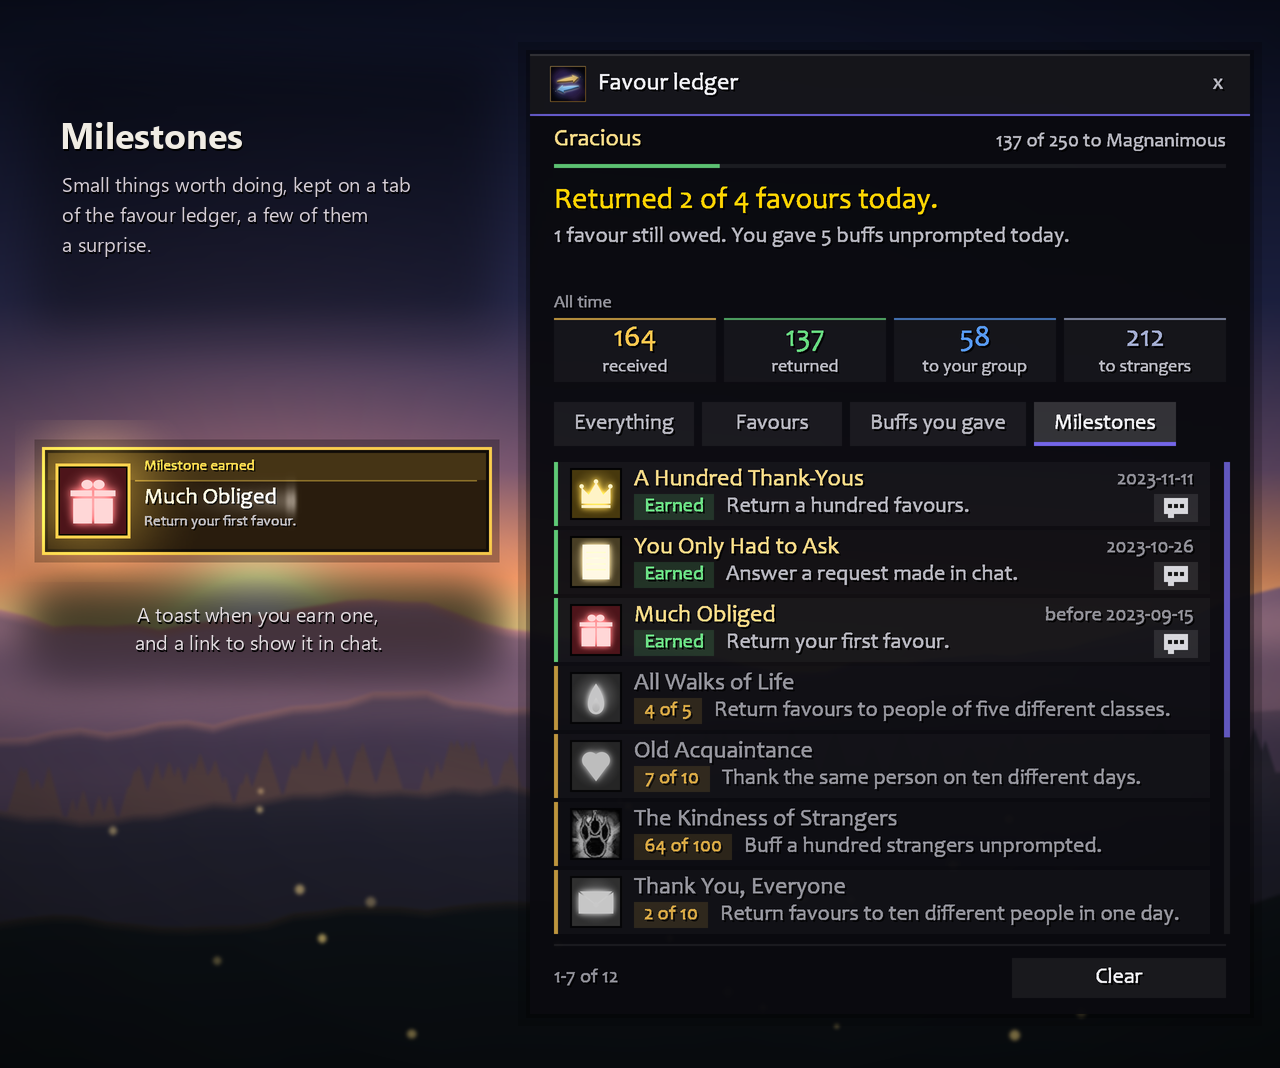 Milestones
Small things worth doing, kept on a tab
of the favour ledger, a few of them
a surprise.
Milestone earned
Much Obliged
Return your first favour.
A toast when you earn one,
and a link to show it in chat.
Favour ledger
x
Gracious
137 of 250 to Magnanimous
Returned 2 of 4 favours today.
1 favour still owed. You gave 5 buffs unprompted today.
All time
164
received
137
returned
58
to your group
212
to strangers
Everything
Favours
Buffs you gave
Milestones
A Hundred Thank-Yous
2023-11-11
Earned
Return a hundred favours.
You Only Had to Ask
2023-10-26
Earned
Answer a request made in chat.
Much Obliged
before 2023-09-15
Earned
Return your first favour.
All Walks of Life
4 of 5
Return favours to people of five different classes.
Old Acquaintance
7 of 10
Thank the same person on ten different days.
The Kindness of Strangers
64 of 100
Buff a hundred strangers unprompted.
Thank You, Everyone
2 of 10
Return favours to ten different people in one day.
1-7 of 12
Clear